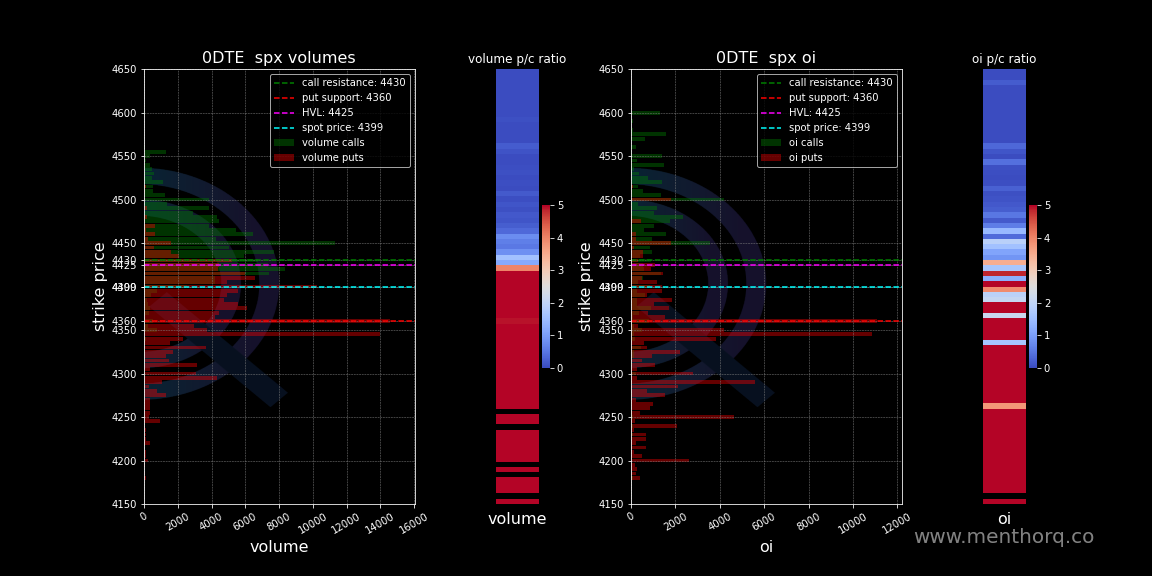 0DTE  spx volumes
volume p/c ratio
0DTE  spx oi
oi p/c ratio
call resistance: 4430
put support: 4360
HVL: 4425
spot price: 4399
volume calls
volume puts
call resistance: 4430
put support: 4360
HVL: 4425
spot price: 4399
oi calls
oi puts
strike price
4650
4600
4550
4500
4450
4430
4425
4399
4360
4350
4300
4250
4200
4150
0
2000
4000
6000
8000
10000
12000
14000
16000
volume
5
4
3
2
1
0
volume
strike price
4650
4600
4550
4500
4450
4430
4425
4399
4360
4350
4300
4250
4200
4150
0
2000
4000
6000
8000
10000
12000
oi
5
4
3
2
1
0
oi
www.menthorq.co